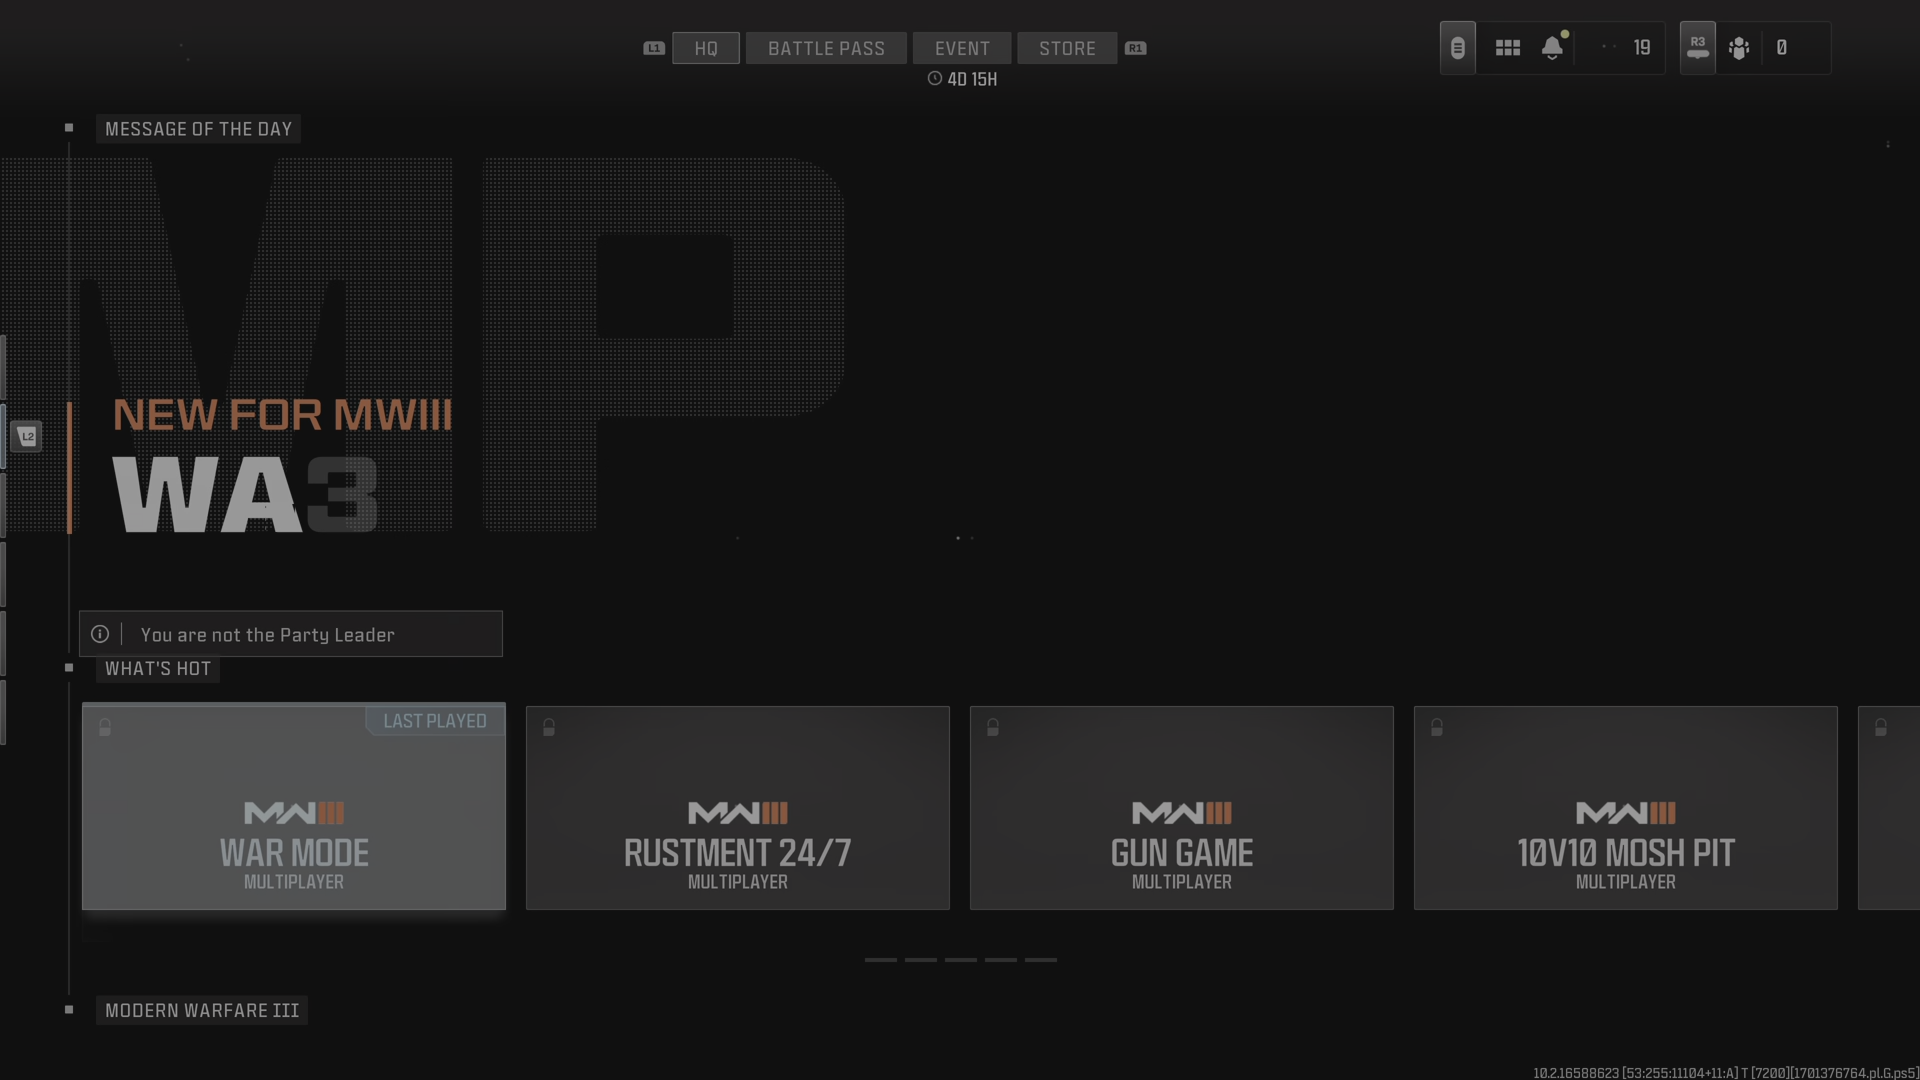 L1 HQ BATTLE PASS EVENT STORE R1
4D 15H
19
R3
0
MESSAGE OF THE DAY
MP
NEW FOR MWIII
WA3
L2
You are not the Party Leader
WHAT'S HOT
LAST PLAYED
MWIII
WAR MODE
MULTIPLAYER
MWIII
RUSTMENT 24/7
MULTIPLAYER
MWIII
GUN GAME
MULTIPLAYER
MWIII
10V10 MOSH PIT
MULTIPLAYER
MODERN WARFARE III
10.2.16588623 [53:255:11104+11:A] T [7200][1701376764.pl.G.ps5]